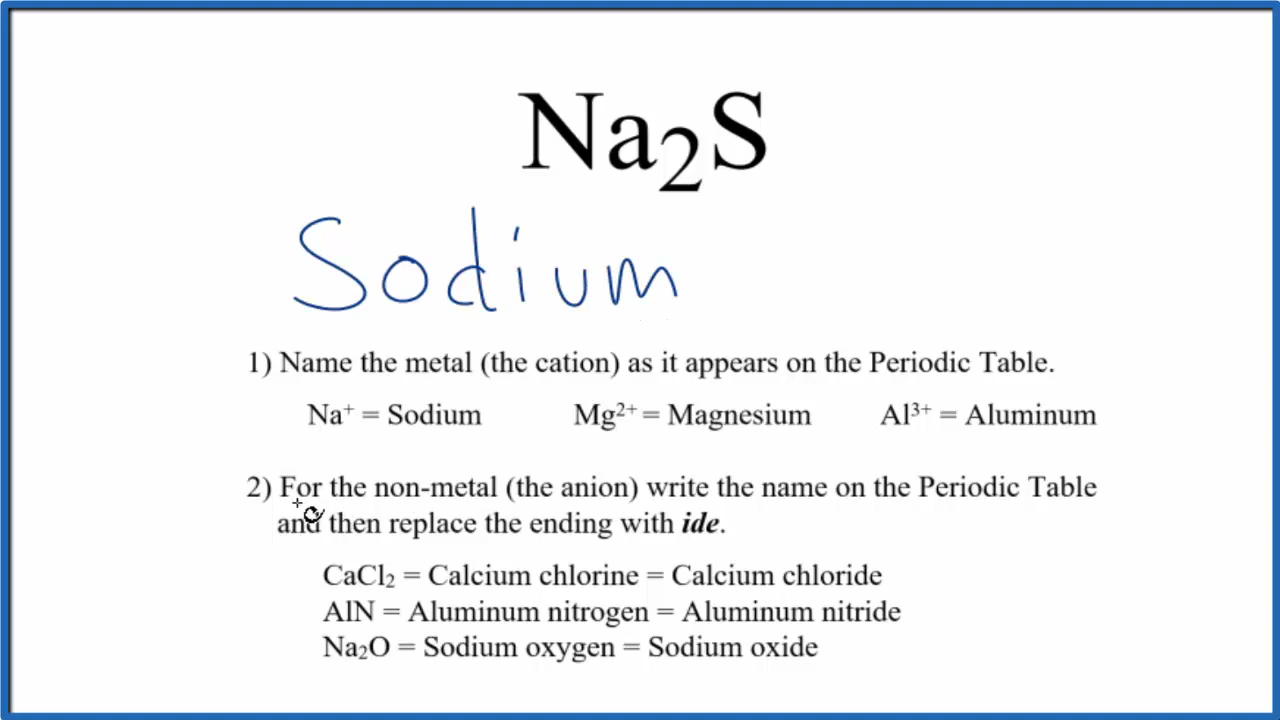 Na₂S
Sodium
1) Name the metal (the cation) as it appears on the Periodic Table.
Na⁺ = Sodium Mg²⁺ = Magnesium Al³⁺ = Aluminum
2) For the non-metal (the anion) write the name on the Periodic Table
and then replace the ending with ide.
CaCl₂ = Calcium chlorine = Calcium chloride
AlN = Aluminum nitrogen = Aluminum nitride
Na₂O = Sodium oxygen = Sodium oxide